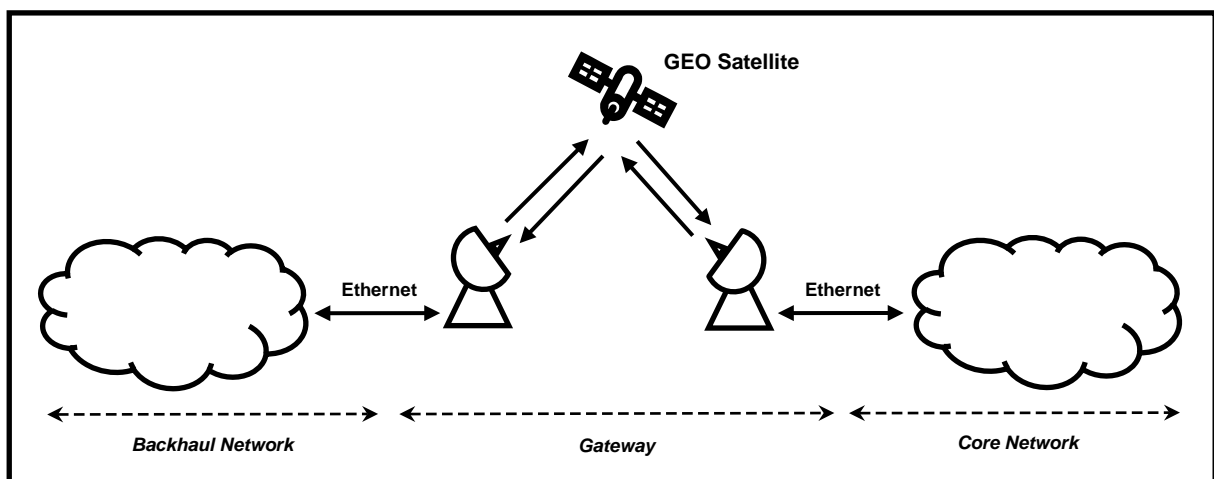 GEO Satellite
Ethernet
Ethernet
Backhaul Network
Gateway
Core Network